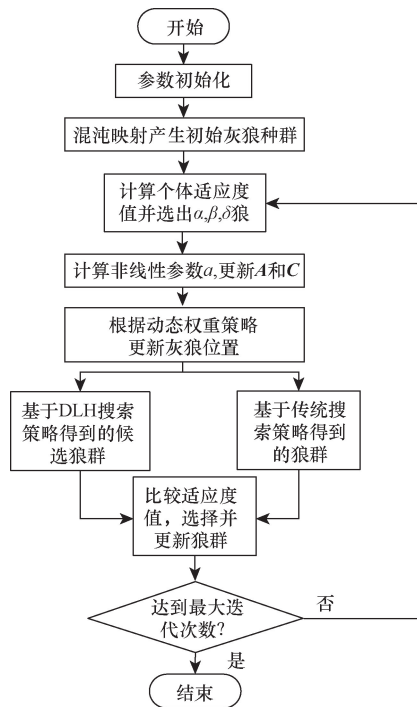 开始
参数初始化
混沌映射产生初始灰狼种群
计算个体适应度
值并选出α,β,δ狼
计算非线性参数a,更新A和C
根据动态权重策略
更新灰狼位置
基于DLH搜索
策略得到的候
选狼群
基于传统搜
索策略得到
的狼群
比较适应度
值，选择并
更新狼群
达到最大迭
代次数?
否
是
结束